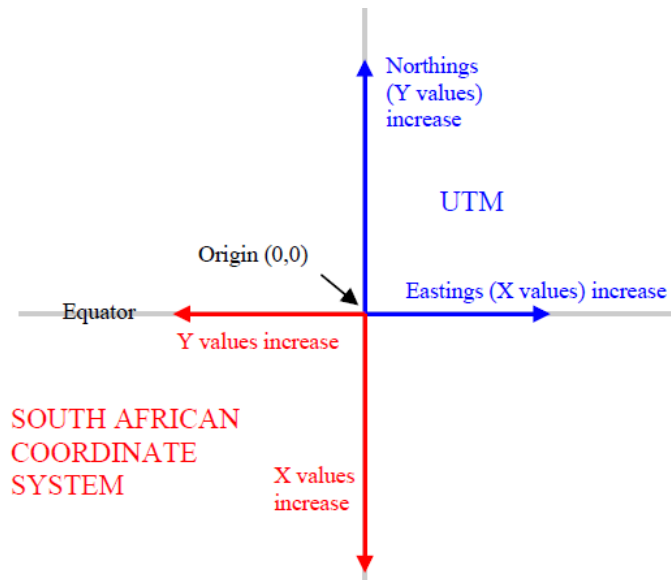 Northings
(Y values)
increase
UTM
Origin (0,0)
Eastings (X values) increase
Equator
Y values increase
SOUTH AFRICAN
COORDINATE
SYSTEM
X values
increase